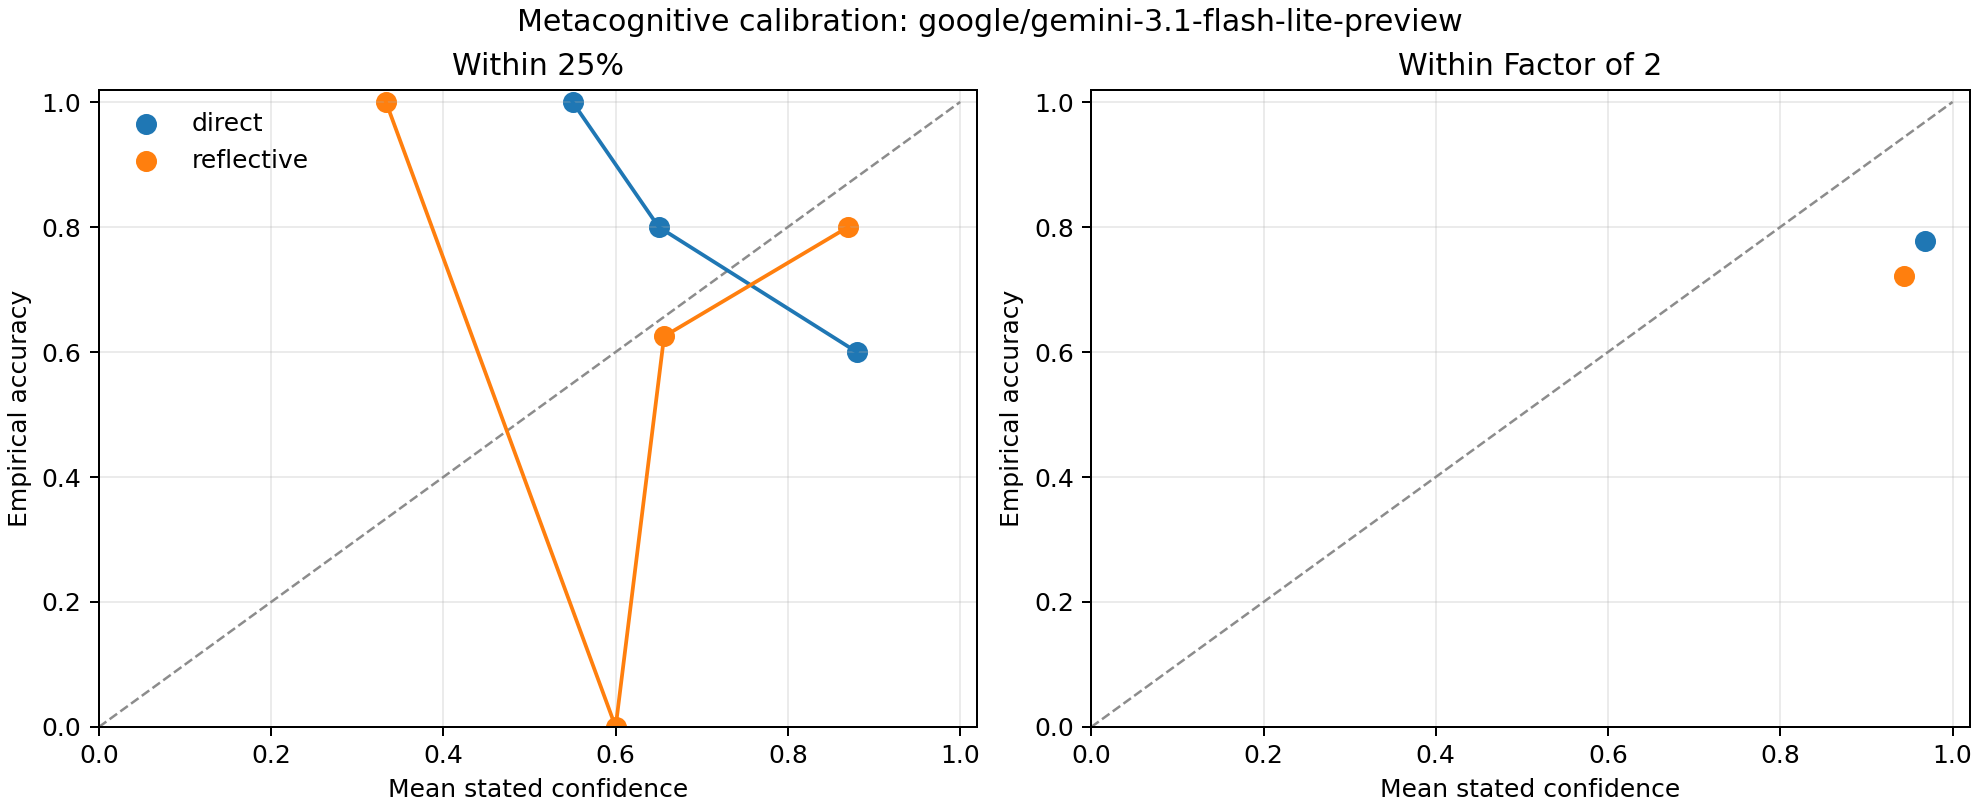 Metacognitive calibration: google/gemini-3.1-flash-lite-preview
Within 25%
direct
reflective
Empirical accuracy
1.0
0.8
0.6
0.4
0.2
0.0
0.0 0.2 0.4 0.6 0.8 1.0
Mean stated confidence
Within Factor of 2
Empirical accuracy
1.0
0.8
0.6
0.4
0.2
0.0
0.0 0.2 0.4 0.6 0.8 1.0
Mean stated confidence